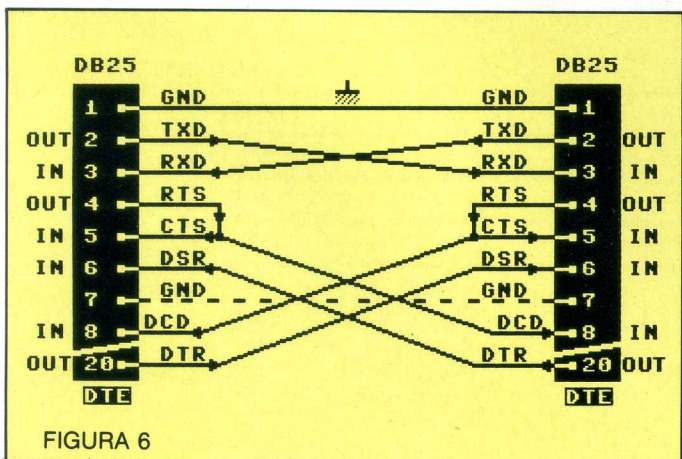 DB25 DB25
1 GND GND 1
OUT 2 TXD TXD 2 OUT
IN 3 RXD RXD 3 IN
OUT 4 RTS RTS 4 OUT
IN 5 CTS CTS 5 IN
IN 6 DSR DSR 6 IN
7 GND GND 7
IN 8 DCD DCD 8 IN
OUT 20 DTR DTR 20 OUT
DTE DTE
FIGURA 6